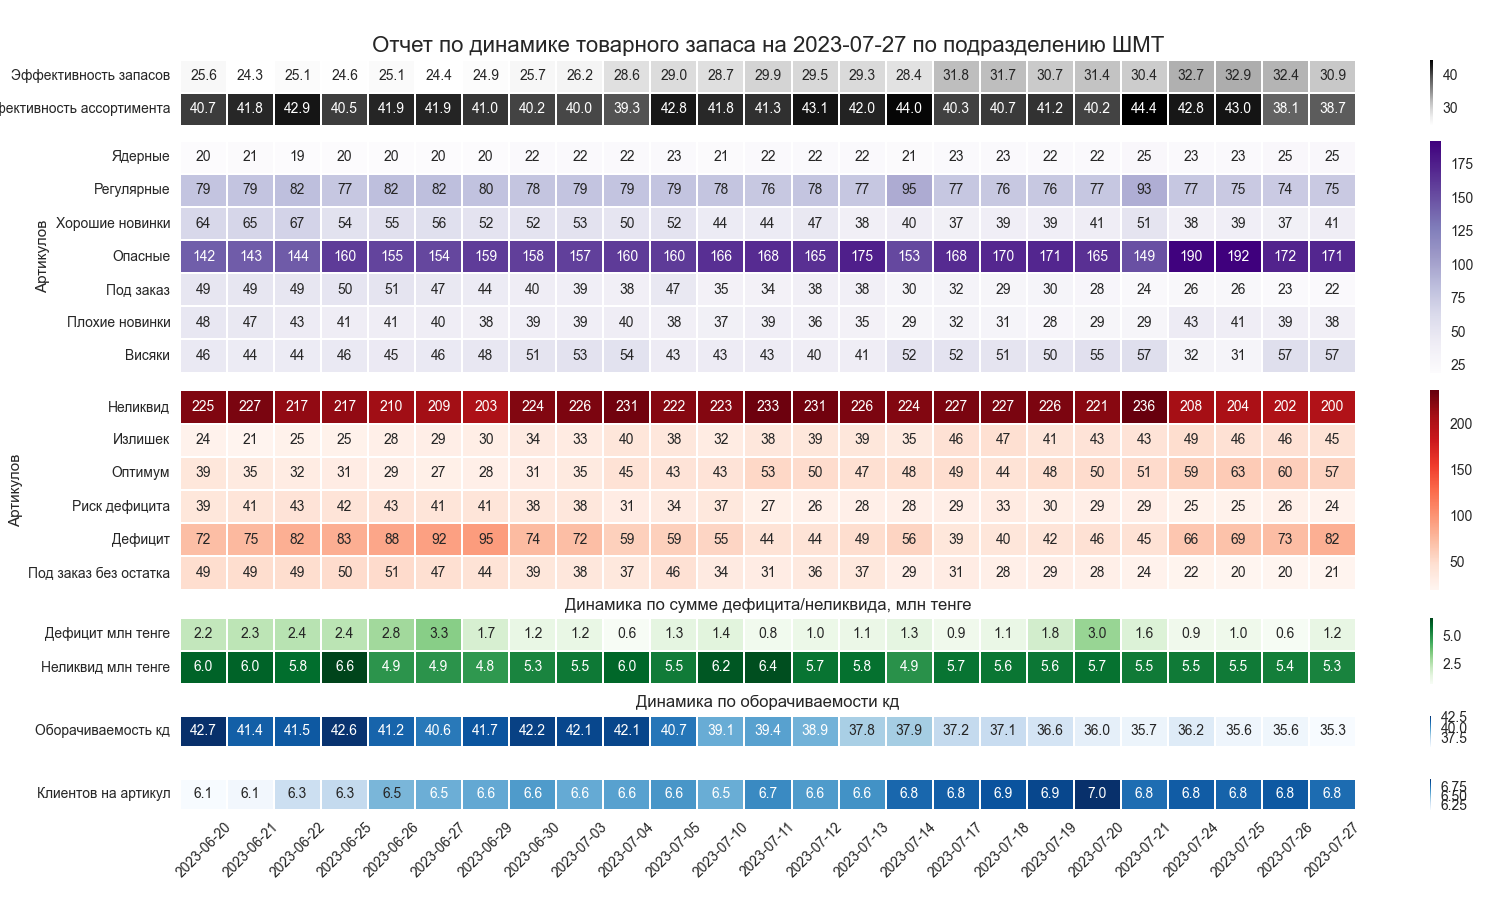 Отчет по динамике товарного запаса на 2023-07-27 по подразделению ШМТ
Эффективность запасов 25.6 24.3 25.1 24.6 25.1 24.4 24.9 25.7 26.2 28.6 29.0 28.7 29.9 29.5 29.3 28.4 31.8 31.7 30.7 31.4 30.4 32.7 32.9 32.4 30.9
фективность ассортимента 40.7 41.8 42.9 40.5 41.9 41.9 41.0 40.2 40.0 39.3 42.8 41.8 41.3 43.1 42.0 44.0 40.3 40.7 41.2 40.2 44.4 42.8 43.0 38.1 38.7
40
30
Артикулов
Ядерные 20 21 19 20 20 20 20 22 22 22 23 21 22 22 22 21 23 23 22 22 25 23 23 25 25
Регулярные 79 79 82 77 82 82 80 78 79 79 79 78 76 78 77 95 77 76 76 77 93 77 75 74 75
Хорошие новинки 64 65 67 54 55 56 52 52 53 50 52 44 44 47 38 40 37 39 39 41 51 38 39 37 41
Опасные 142 143 144 160 155 154 159 158 157 160 160 166 168 165 175 153 168 170 171 165 149 190 192 172 171
Под заказ 49 49 49 50 51 47 44 40 39 38 47 35 34 38 38 30 32 29 30 28 24 26 26 23 22
Плохие новинки 48 47 43 41 41 40 38 39 39 40 38 37 39 36 35 29 32 31 28 29 29 43 41 39 38
Висяки 46 44 44 46 45 46 48 51 53 54 43 43 43 40 41 52 52 51 50 55 57 32 31 57 57
175
150
125
100
75
50
25
Артикулов
Неликвид 225 227 217 217 210 209 203 224 226 231 222 223 233 231 226 224 227 227 226 221 236 208 204 202 200
Излишек 24 21 25 25 28 29 30 34 33 40 38 32 38 39 39 35 46 47 41 43 43 49 46 46 45
Оптимум 39 35 32 31 29 27 28 31 35 45 43 43 53 50 47 48 49 44 48 50 51 59 63 60 57
Риск дефицита 39 41 43 42 43 41 41 38 38 31 34 37 27 26 28 28 29 33 30 29 29 25 25 26 24
Дефицит 72 75 82 83 88 92 95 74 72 59 59 55 44 44 49 56 39 40 42 46 45 66 69 73 82
Под заказ без остатка 49 49 49 50 51 47 44 39 38 37 46 34 31 36 37 29 31 28 29 28 24 22 20 20 21
200
150
100
50
Динамика по сумме дефицита/неликвида, млн тенге
Дефицит млн тенге 2.2 2.3 2.4 2.4 2.8 3.3 1.7 1.2 1.2 0.6 1.3 1.4 0.8 1.0 1.1 1.3 0.9 1.1 1.8 3.0 1.6 0.9 1.0 0.6 1.2
Неликвид млн тенге 6.0 6.0 5.8 6.6 4.9 4.9 4.8 5.3 5.5 6.0 5.5 6.2 6.4 5.7 5.8 4.9 5.7 5.6 5.6 5.7 5.5 5.5 5.5 5.4 5.3
5.0
2.5
Динамика по оборачиваемости кд
Оборачиваемость кд 42.7 41.4 41.5 42.6 41.2 40.6 41.7 42.2 42.1 42.1 40.7 39.1 39.4 38.9 37.8 37.9 37.2 37.1 36.6 36.0 35.7 36.2 35.6 35.6 35.3
42.5
40.0
37.5
Клиентов на артикул 6.1 6.1 6.3 6.3 6.5 6.5 6.6 6.6 6.6 6.6 6.6 6.5 6.7 6.6 6.6 6.8 6.8 6.9 6.9 7.0 6.8 6.8 6.8 6.8 6.8
6.75
6.50
6.25
2023-06-20 2023-06-21 2023-06-22 2023-06-25 2023-06-26 2023-06-27 2023-06-29 2023-06-30 2023-07-03 2023-07-04 2023-07-05 2023-07-10 2023-07-11 2023-07-12 2023-07-13 2023-07-14 2023-07-17 2023-07-18 2023-07-19 2023-07-20 2023-07-21 2023-07-24 2023-07-25 2023-07-26 2023-07-27